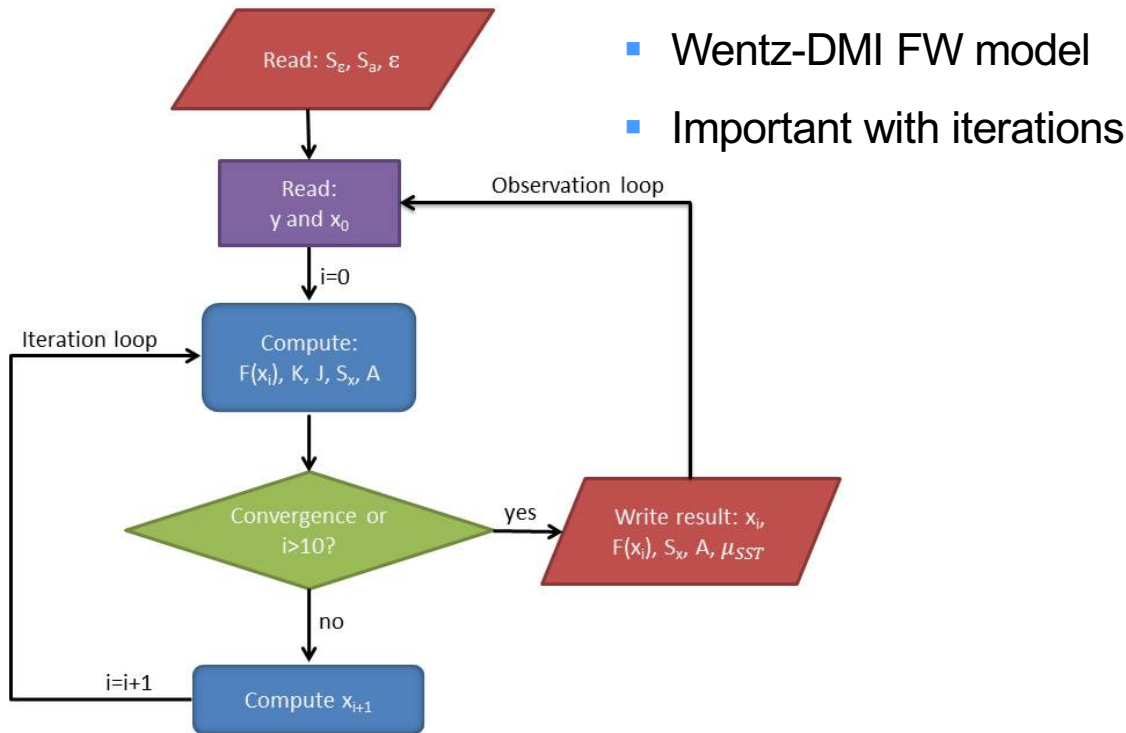 Read: Sε, Sa, ε
▪ Wentz-DMI FW model
▪ Important with iterations
Read:
y and x₀
Observation loop
i=0
Iteration loop
Compute:
F(xᵢ), K, J, Sₓ, A
Convergence or
i>10?
yes
Write result: xᵢ,
F(xᵢ), Sₓ, A, μSST
no
i=i+1
Compute xᵢ₊₁